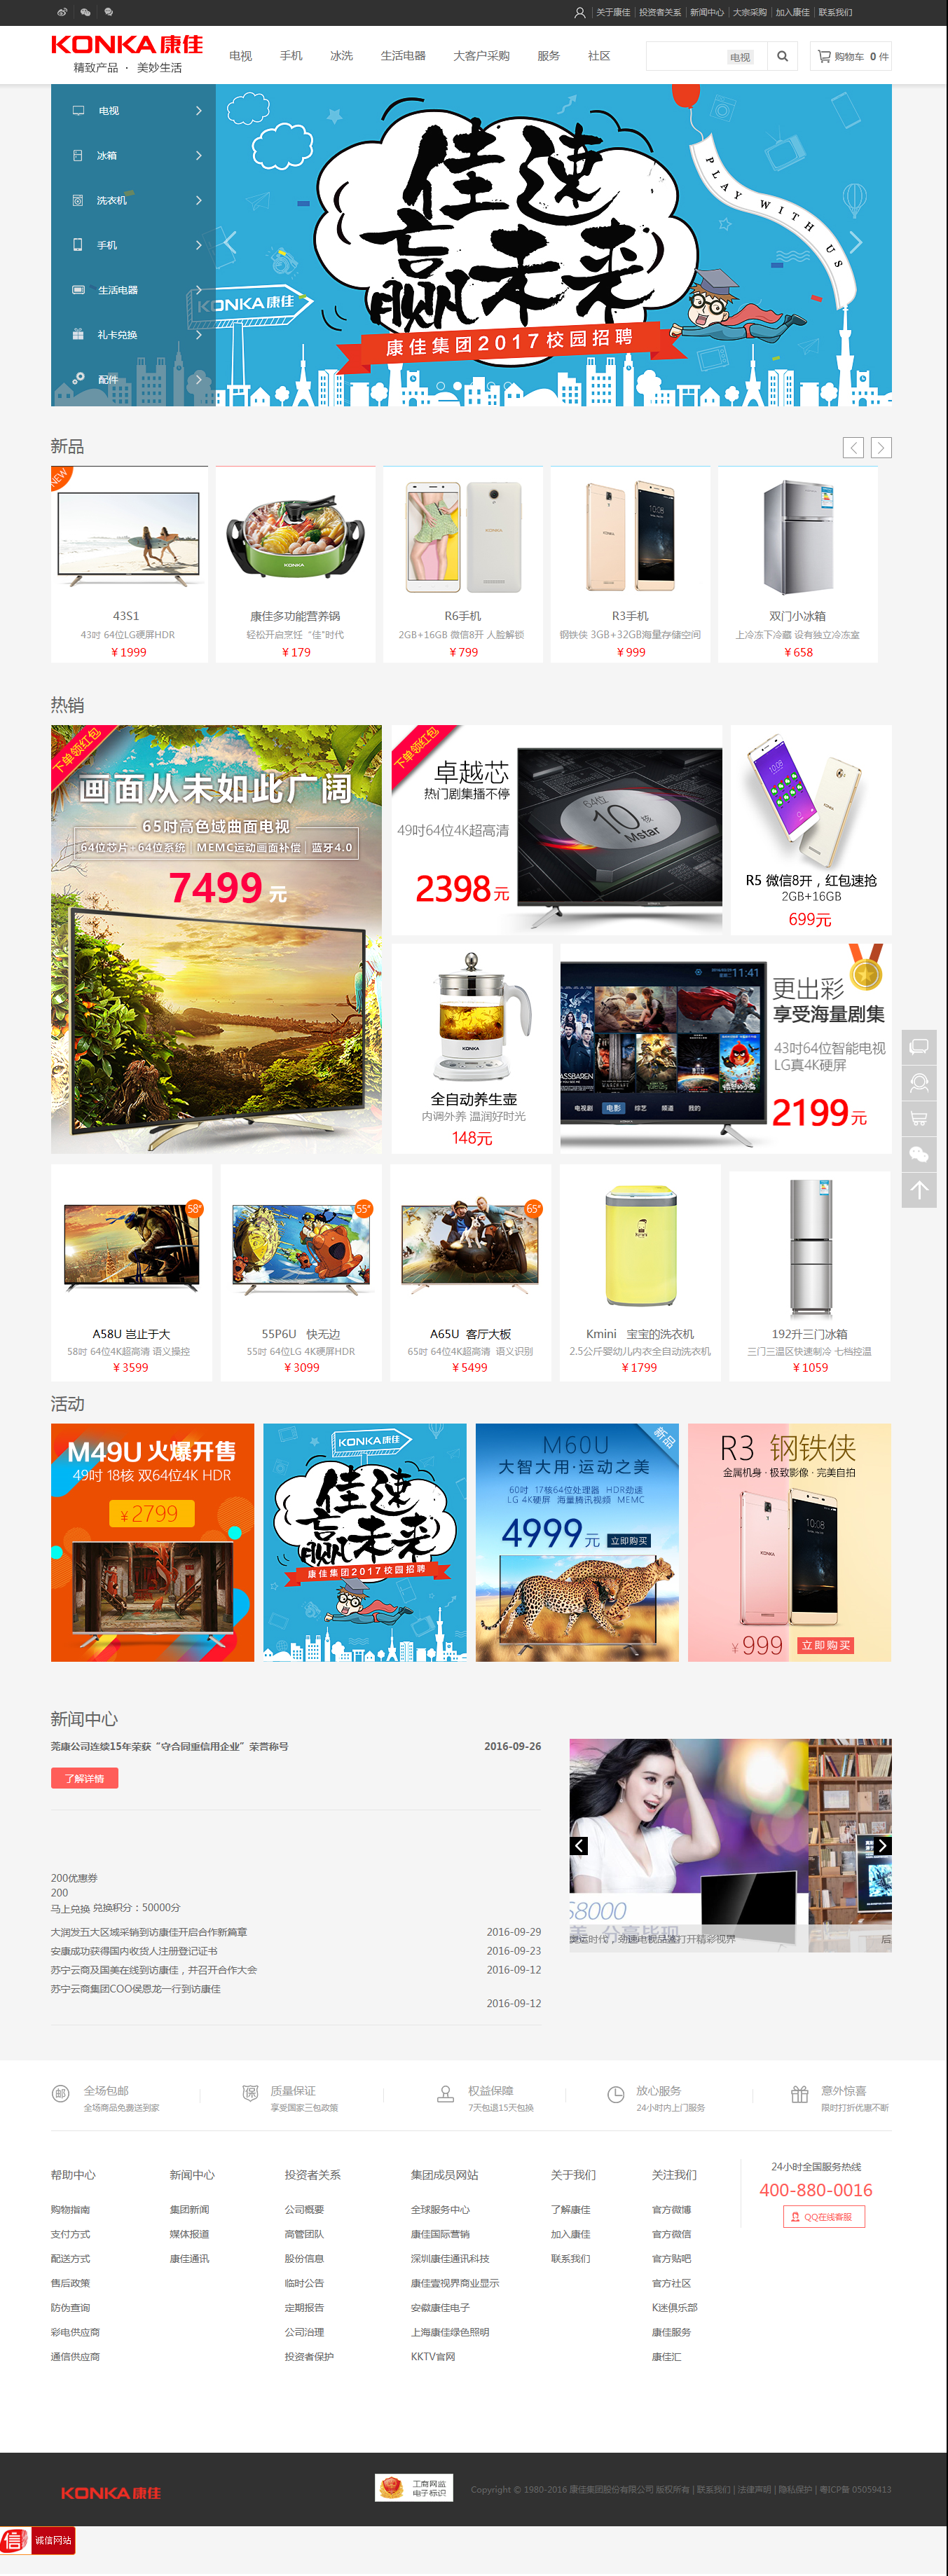 关于康佳 投资者关系 新闻中心 大宗采购 加入康佳 联系我们
KONKA 康佳
精致产品 · 美妙生活
电视 手机 冰洗 生活电器 大客户采购 服务 社区
电视
购物车 0 件
电视
冰箱
洗衣机
手机
生活电器
礼卡兑换
配件
佳速
赢未来
PLAY WITH US
KONKA 康佳
康佳集团2017校园招聘
新品
NEW
43S1
43吋 64位LG硬屏HDR
¥1999
康佳多功能营养锅
轻松开启烹饪“佳”时代
¥179
R6手机
2GB+16GB 微信8开 人脸解锁
¥799
R3手机
钢铁侠 3GB+32GB海量存储空间
¥999
双门小冰箱
上冷冻下冷藏 设有独立冷冻室
¥658
热销
下单领红包
画面从未如此广阔
65吋高色域曲面电视
64位芯片+64位系统 | MEMC运动画面补偿 | 蓝牙4.0
7499 元
下单领红包
卓越芯
热门剧集播不停
49吋64位4K超高清
2398元
64位
10核
Mstar
R5 微信8开，红包速抢
2GB+16GB
699元
KONKA
全自动养生壶
内调外养 温润好时光
148元
11:41
电视剧 电影 综艺 频道 我的
更出彩
享受海量剧集
43吋64位智能电视
LG真4K硬屏
2199元
58"
A58U 岂止于大
58吋 64位4K超高清 语义操控
¥3599
55"
55P6U 快无边
55吋 64位LG 4K硬屏HDR
¥3099
65"
A65U 客厅大板
65吋 64位4K超高清 语义识别
¥5499
Kmini 宝宝的洗衣机
2.5公斤婴幼儿内衣全自动洗衣机
¥1799
192升三门冰箱
三门三温区快速制冷 七档控温
¥1059
活动
M49U 火爆开售
49吋 18核 双64位4K HDR
¥2799
KONKA 康佳
佳速
赢未来
康佳集团2017校园招聘
新品
M60U
大智大用·运动之美
60吋 17核64位处理器 HDR劲速
LG 4K硬屏 海量腾讯视频 MEMC
4999元 立即购买
R3 钢铁侠
金属机身 · 极致影像 · 完美自拍
10:08
KONKA
¥999 立即购买
新闻中心
莞康公司连续15年荣获“守合同重信用企业”荣誉称号 2016-09-26
了解详情
200优惠券
200
马上兑换 兑换积分：50000分
大润发五大区域采销到访康佳开启合作新篇章 2016-09-29
安康成功获得国内收货人注册登记证书 2016-09-23
苏宁云商及国美在线到访康佳，并召开合作大会 2016-09-12
苏宁云商集团COO侯恩龙一行到访康佳
2016-09-12
S8000
奥运时代，劲速电视品鉴打开精彩视界 后
邮 全场包邮
全场商品免费送到家
保 质量保证
享受国家三包政策
权益保障
7天包退15天包换
放心服务
24小时内上门服务
意外惊喜
限时打折优惠不断
帮助中心 新闻中心 投资者关系 集团成员网站 关于我们 关注我们
购物指南 集团新闻 公司概要 全球服务中心 了解康佳 官方微博
支付方式 媒体报道 高管团队 康佳国际营销 加入康佳 官方微信
配送方式 康佳通讯 股份信息 深圳康佳通讯科技 联系我们 官方贴吧
售后政策 临时公告 康佳壹视界商业显示 官方社区
防伪查询 定期报告 安徽康佳电子 K迷俱乐部
彩电供应商 公司治理 上海康佳绿色照明 康佳服务
通信供应商 投资者保护 KKTV官网 康佳汇
24小时全国服务热线
400-880-0016
QQ在线客服
KONKA 康佳
工商网监
电子标识
Copyright © 1980-2016 康佳集团股份有限公司 版权所有 | 联系我们 | 法律声明 | 隐私保护 | 粤ICP备 05059413
信 诚信网站